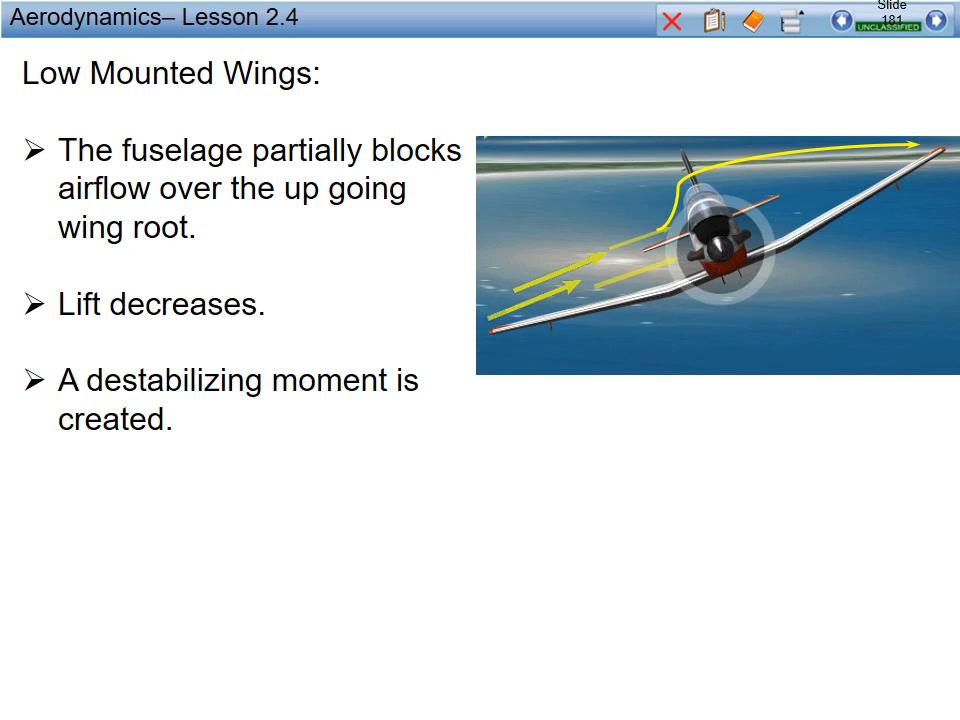 Aerodynamics– Lesson 2.4
Slide
181
UNCLASSIFIED
Low Mounted Wings:
➢ The fuselage partially blocks
airflow over the up going
wing root.
➢ Lift decreases.
➢ A destabilizing moment is
created.